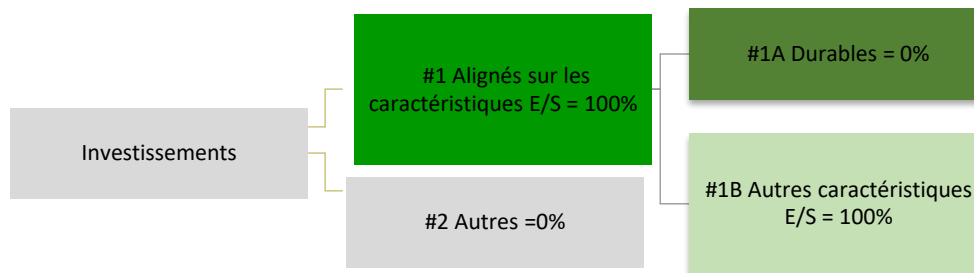 Investissements
#1 Alignés sur les
caractéristiques E/S = 100%
#2 Autres =0%
#1A Durables = 0%
#1B Autres caractéristiques
E/S = 100%